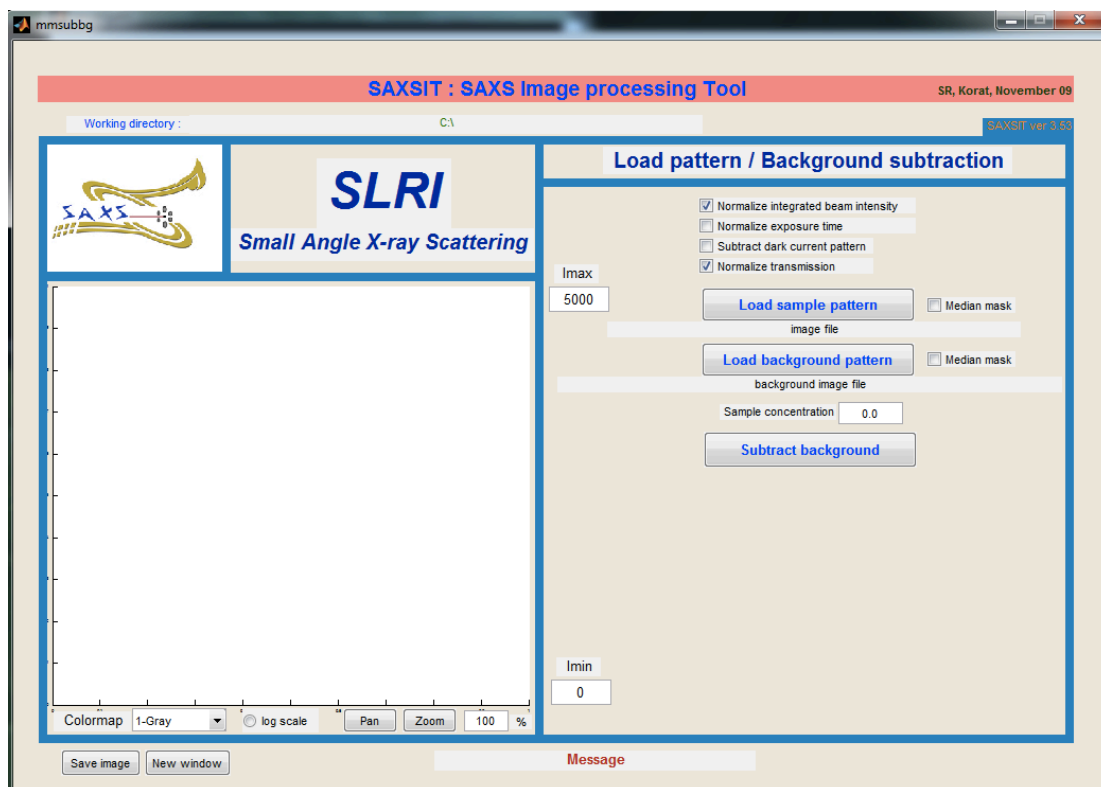 mmsubbg
SAXSIT : SAXS Image processing Tool
SR, Korat, November 09
Working directory :
C:\
SAXSIT ver 3.53
SAXS
SLRI
Small Angle X-ray Scattering
Load pattern / Background subtraction
Normalize integrated beam intensity
Normalize exposure time
Subtract dark current pattern
Normalize transmission
Imax
5000
Load sample pattern
Median mask
image file
Load background pattern
Median mask
background image file
Sample concentration
0.0
Subtract background
Imin
0
Colormap
1-Gray
log scale
Pan
Zoom
100
%
Save image
New window
Message